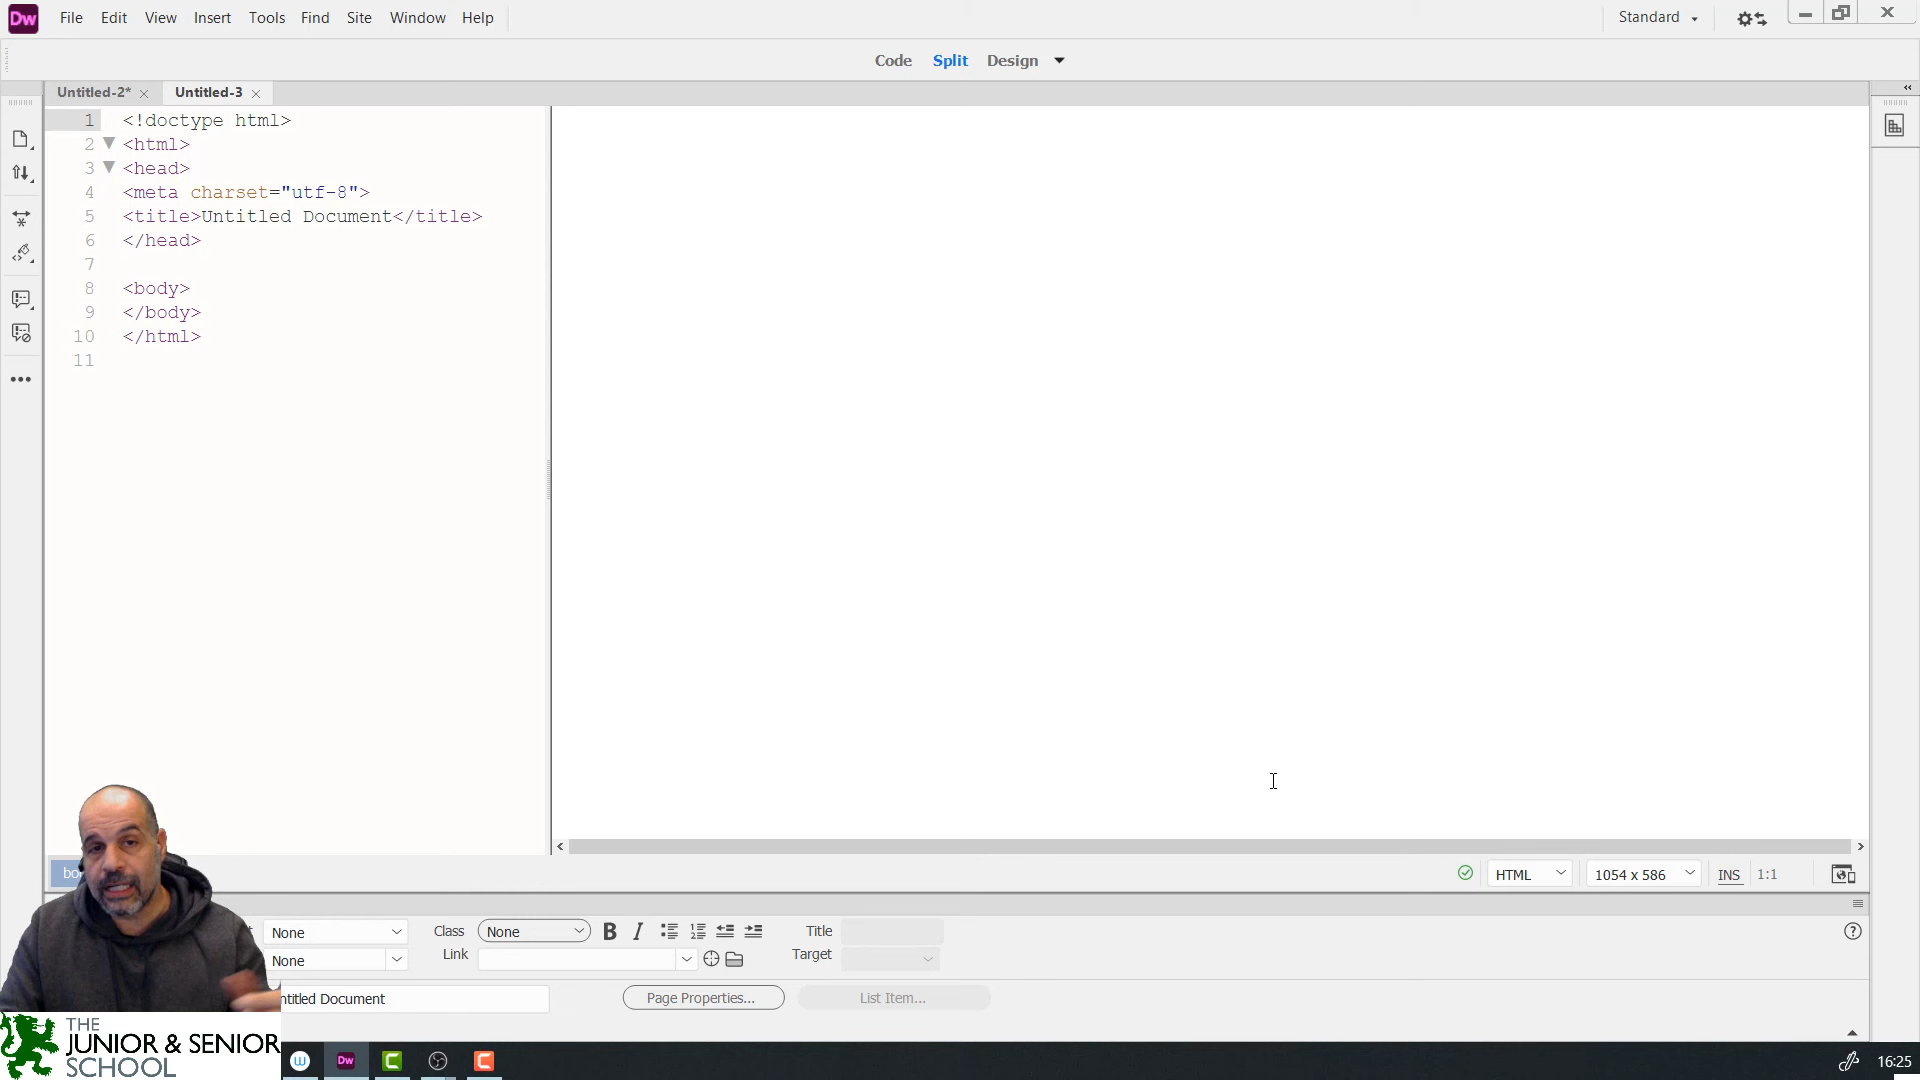 Dw File Edit View Insert Tools Find Site Window Help Standard
Code Split Design
Untitled-2* Untitled-3
1 <!doctype html>
2 <html>
3 <head>
4 <meta charset="utf-8">
5 <title>Untitled Document</title>
6 </head>
7
8 <body>
9 </body>
10 </html>
11
HTML 1054 x 586 INS 1:1
None Class None B I Title
None Link Target
ntitled Document Page Properties... List Item...
THE
JUNIOR & SENIOR
SCHOOL
Dw 16:25